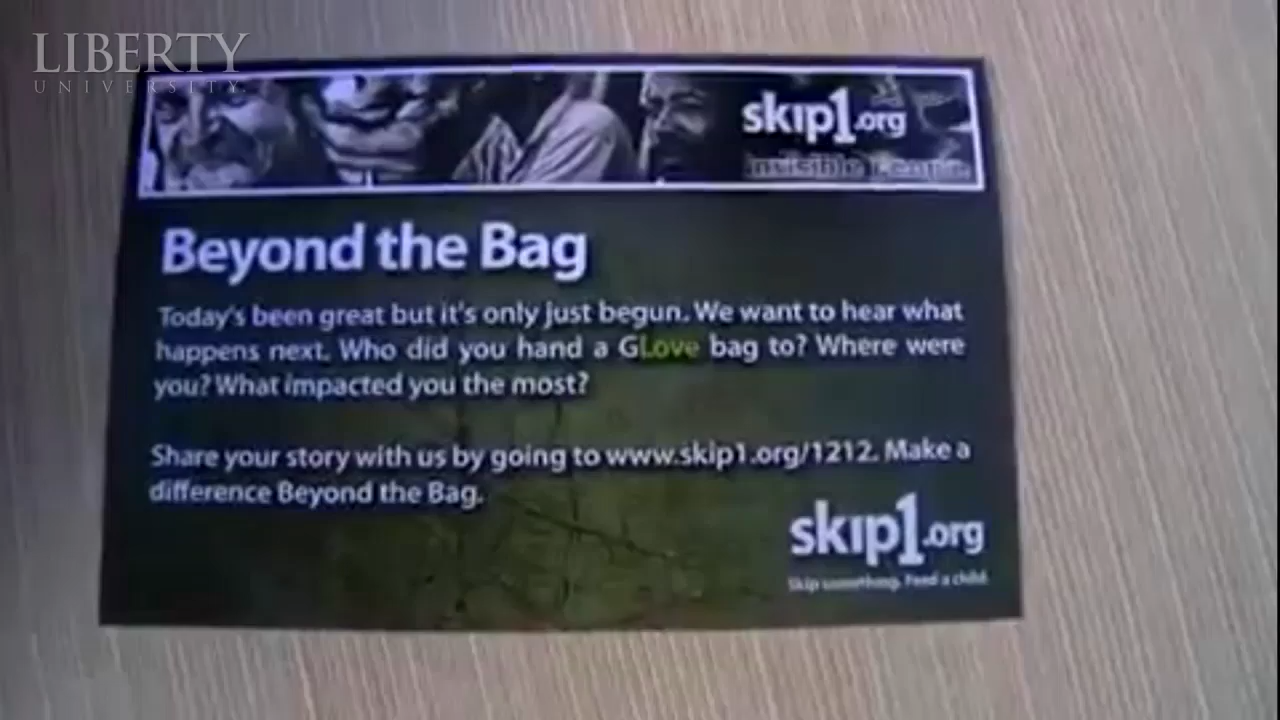 LIBERTY
UNIVERSITY
skip1.org
Invisible People
Beyond the Bag
Today's been great but it's only just begun. We want to hear what
happens next. Who did you hand a GLove bag to? Where were
you? What impacted you the most?
Share your story with us by going to www.skip1.org/1212. Make a
difference Beyond the Bag.
skip1.org
Skip something. Feed a child.